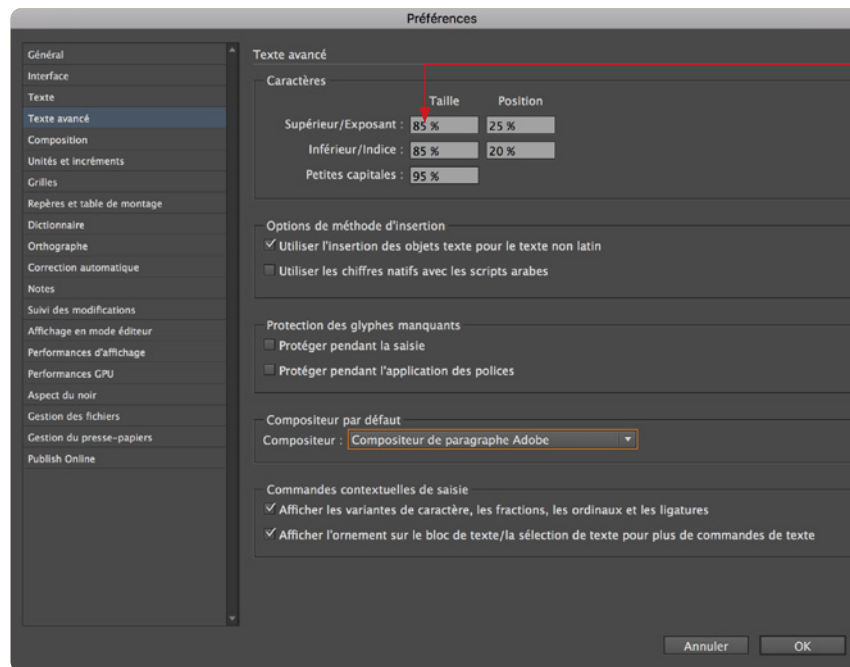 Préférences
Général
Interface
Texte
Texte avancé
Composition
Unités et incréments
Grilles
Repères et table de montage
Dictionnaire
Orthographe
Correction automatique
Notes
Suivi des modifications
Affichage en mode éditeur
Performances d'affichage
Performances GPU
Aspect du noir
Gestion des fichiers
Gestion du presse-papiers
Publish Online
Texte avancé
Caractères
Taille Position
Supérieur/Exposant : 85 % 25 %
Inférieur/Indice : 85 % 20 %
Petites capitales : 95 %
Options de méthode d'insertion
Utiliser l'insertion des objets texte pour le texte non latin
Utiliser les chiffres natifs avec les scripts arabes
Protection des glyphes manquants
Protéger pendant la saisie
Protéger pendant l'application des polices
Compositeur par défaut
Compositeur : Compositeur de paragraphe Adobe
Commandes contextuelles de saisie
Afficher les variantes de caractère, les fractions, les ordinaux et les ligatures
Afficher l'ornement sur le bloc de texte/la sélection de texte pour plus de commandes de texte
Annuler OK